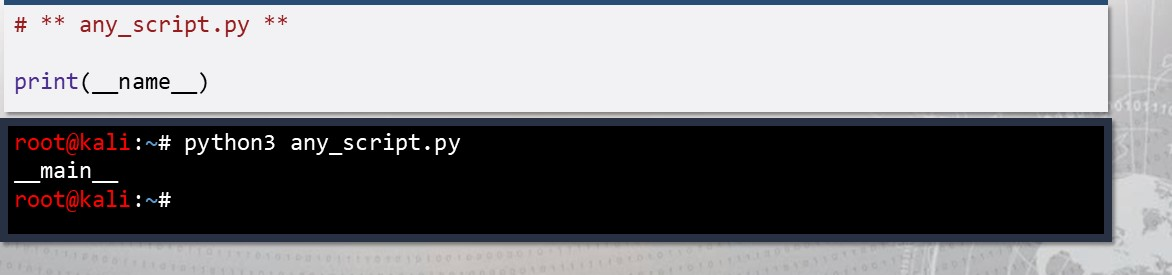 # ** any_script.py **
print(__name__)
root@kali:~# python3 any_script.py
__main__
root@kali:~#